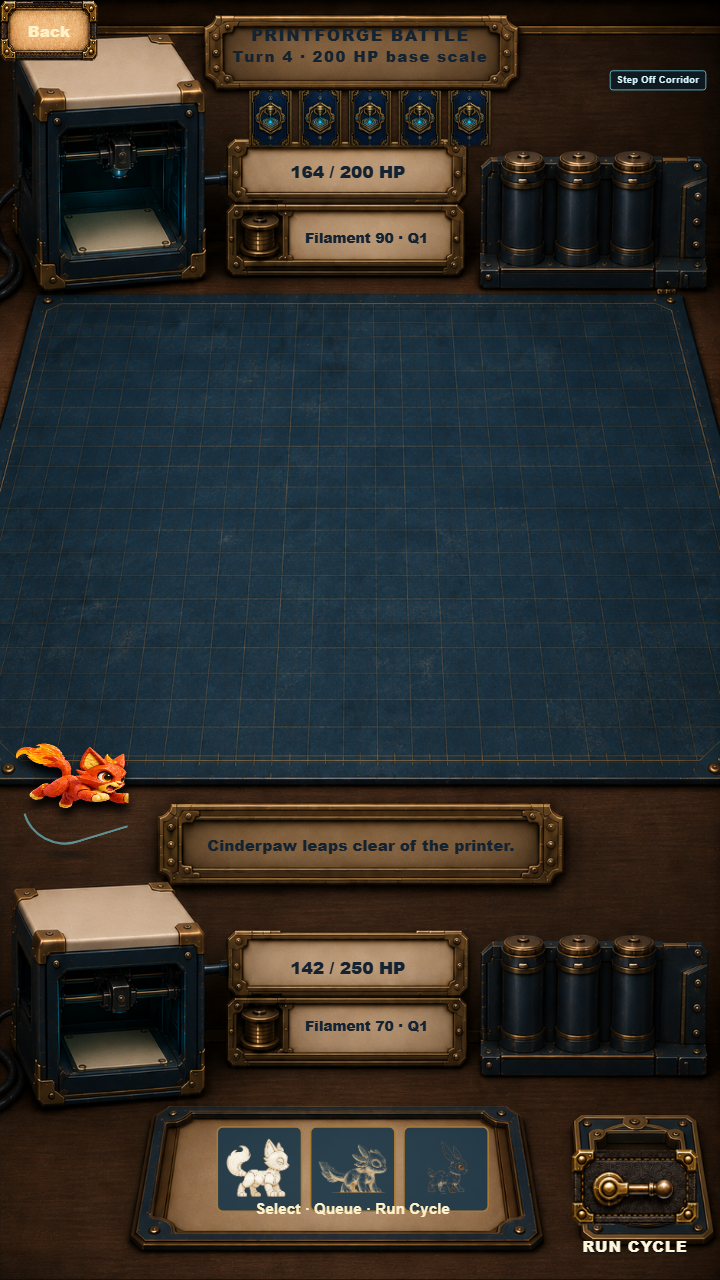 Back
PRINTFORGE BATTLE
Turn 4 · 200 HP base scale
Step Off Corridor
164 / 200 HP
Filament 90 · Q1
Cinderpaw leaps clear of the printer.
142 / 250 HP
Filament 70 · Q1
Select · Queue · Run Cycle
RUN CYCLE